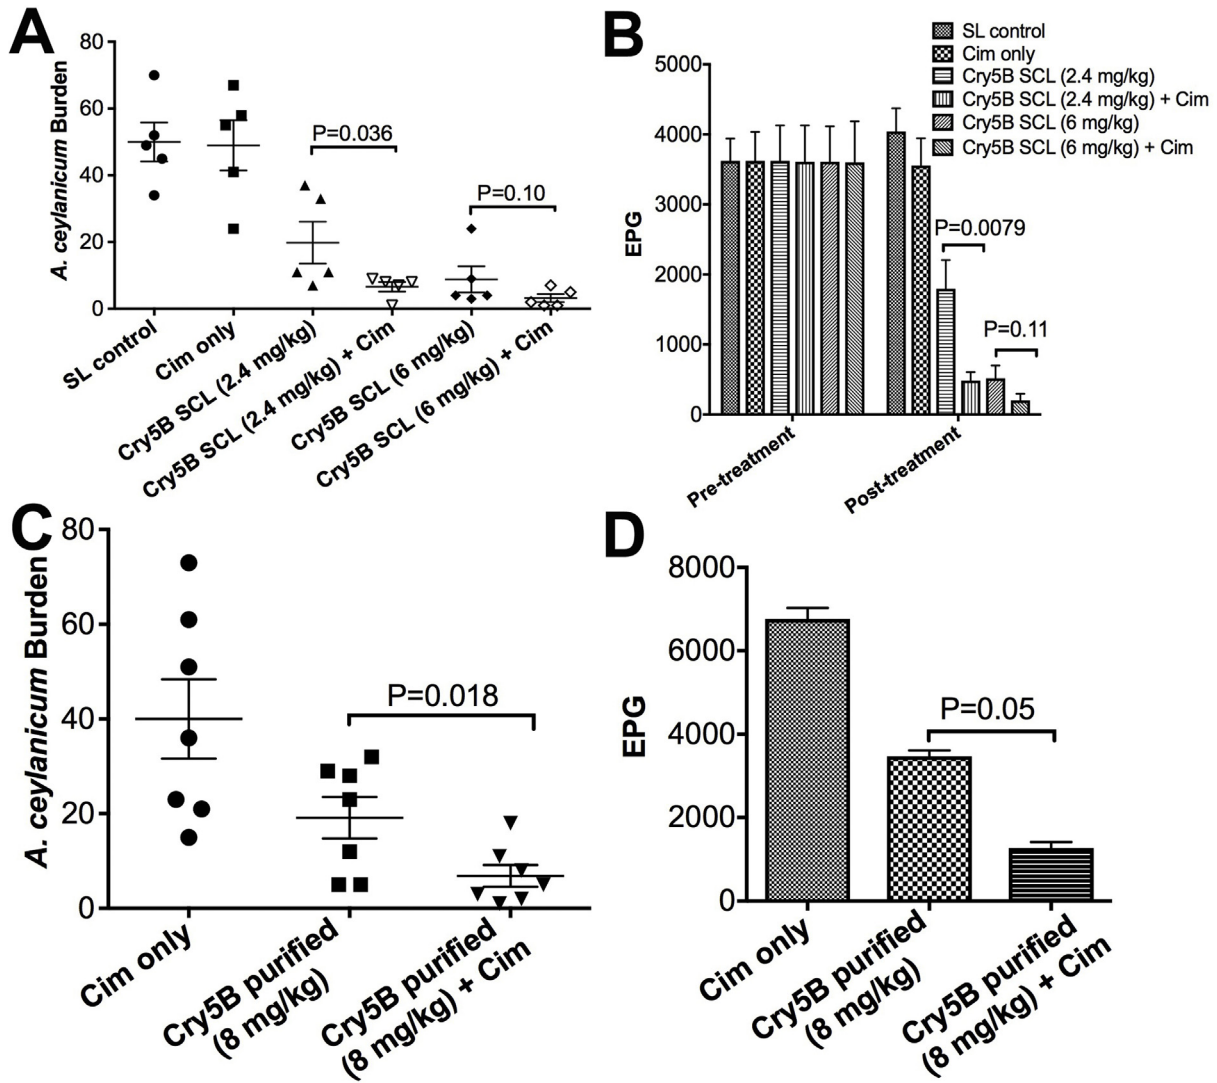 A
A. ceylanicum Burden
80
60
40
20
0
P=0.036
P=0.10
SL control
Cim only
Cry5B SCL (2.4 mg/kg)
Cry5B SCL (2.4 mg/kg) + Cim
Cry5B SCL (6 mg/kg)
Cry5B SCL (6 mg/kg) + Cim
B
EPG
5000
4000
3000
2000
1000
0
SL control
Cim only
Cry5B SCL (2.4 mg/kg)
Cry5B SCL (2.4 mg/kg) + Cim
Cry5B SCL (6 mg/kg)
Cry5B SCL (6 mg/kg) + Cim
P=0.0079
P=0.11
Pre-treatment
Post-treatment
C
A. ceylanicum Burden
80
60
40
20
0
P=0.018
Cim only
Cry5B purified
(8 mg/kg)
Cry5B purified
(8 mg/kg) + Cim
D
EPG
8000
6000
4000
2000
0
P=0.05
Cim only
Cry5B purified
(8 mg/kg)
Cry5B purified
(8 mg/kg) + Cim